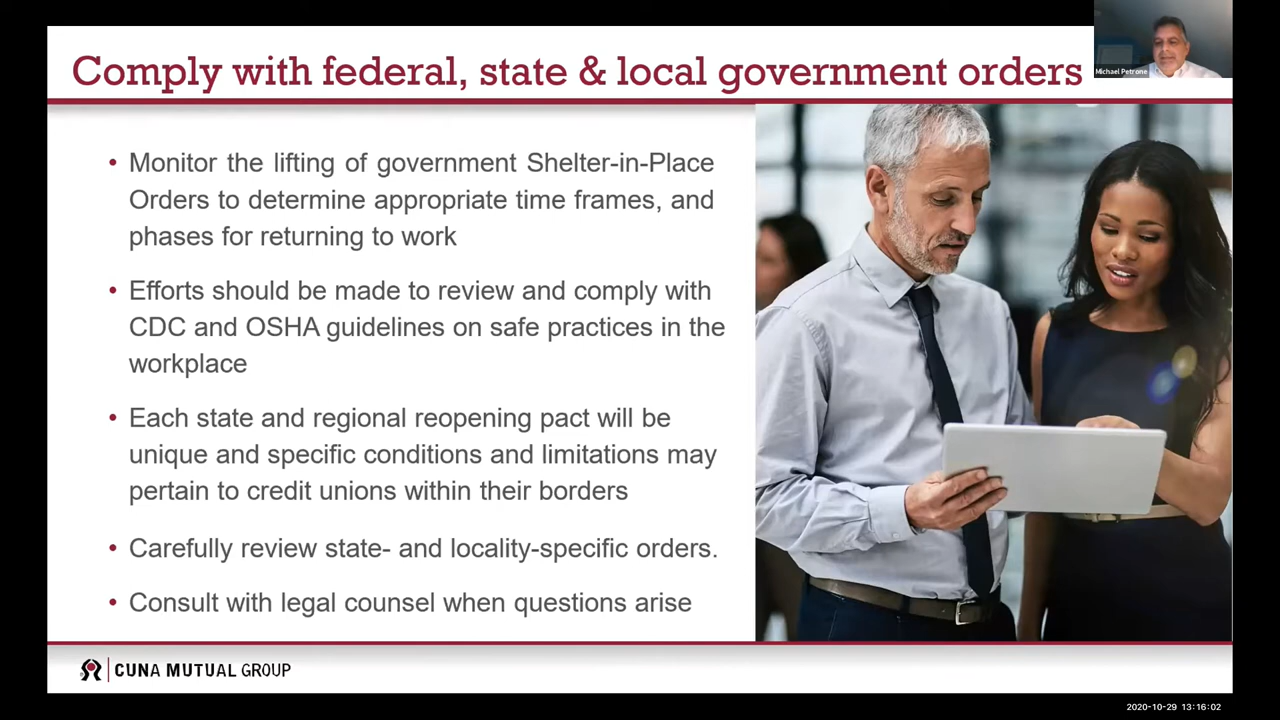 Comply with federal, state & local government orders
Michael Petrone
• Monitor the lifting of government Shelter-in-Place
Orders to determine appropriate time frames, and
phases for returning to work
• Efforts should be made to review and comply with
CDC and OSHA guidelines on safe practices in the
workplace
• Each state and regional reopening pact will be
unique and specific conditions and limitations may
pertain to credit unions within their borders
• Carefully review state- and locality-specific orders.
• Consult with legal counsel when questions arise
CUNA MUTUAL GROUP
2020-10-29 13:16:02